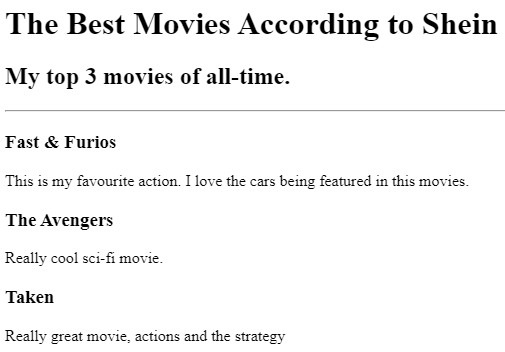 The Best Movies According to Shein
My top 3 movies of all-time.
Fast & Furios
This is my favourite action. I love the cars being featured in this movies.
The Avengers
Really cool sci-fi movie.
Taken
Really great movie, actions and the strategy